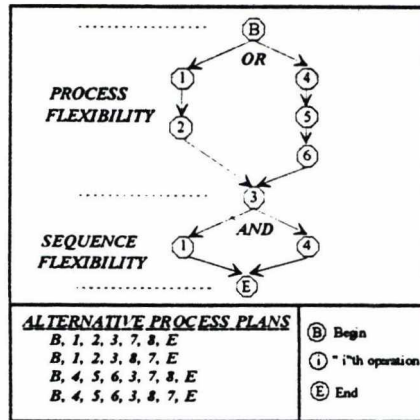 B
OR
1 4
PROCESS
FLEXIBILITY
5
2
6
3
AND
SEQUENCE
FLEXIBILITY
1 4
E
ALTERNATIVE PROCESS PLANS
B, 1, 2, 3, 7, 8, E
B, 1, 2, 3, 8, 7, E
B, 4, 5, 6, 3, 7, 8, E
B, 4, 5, 6, 3, 8, 7, E
B Begin
i "i"th operation
E End